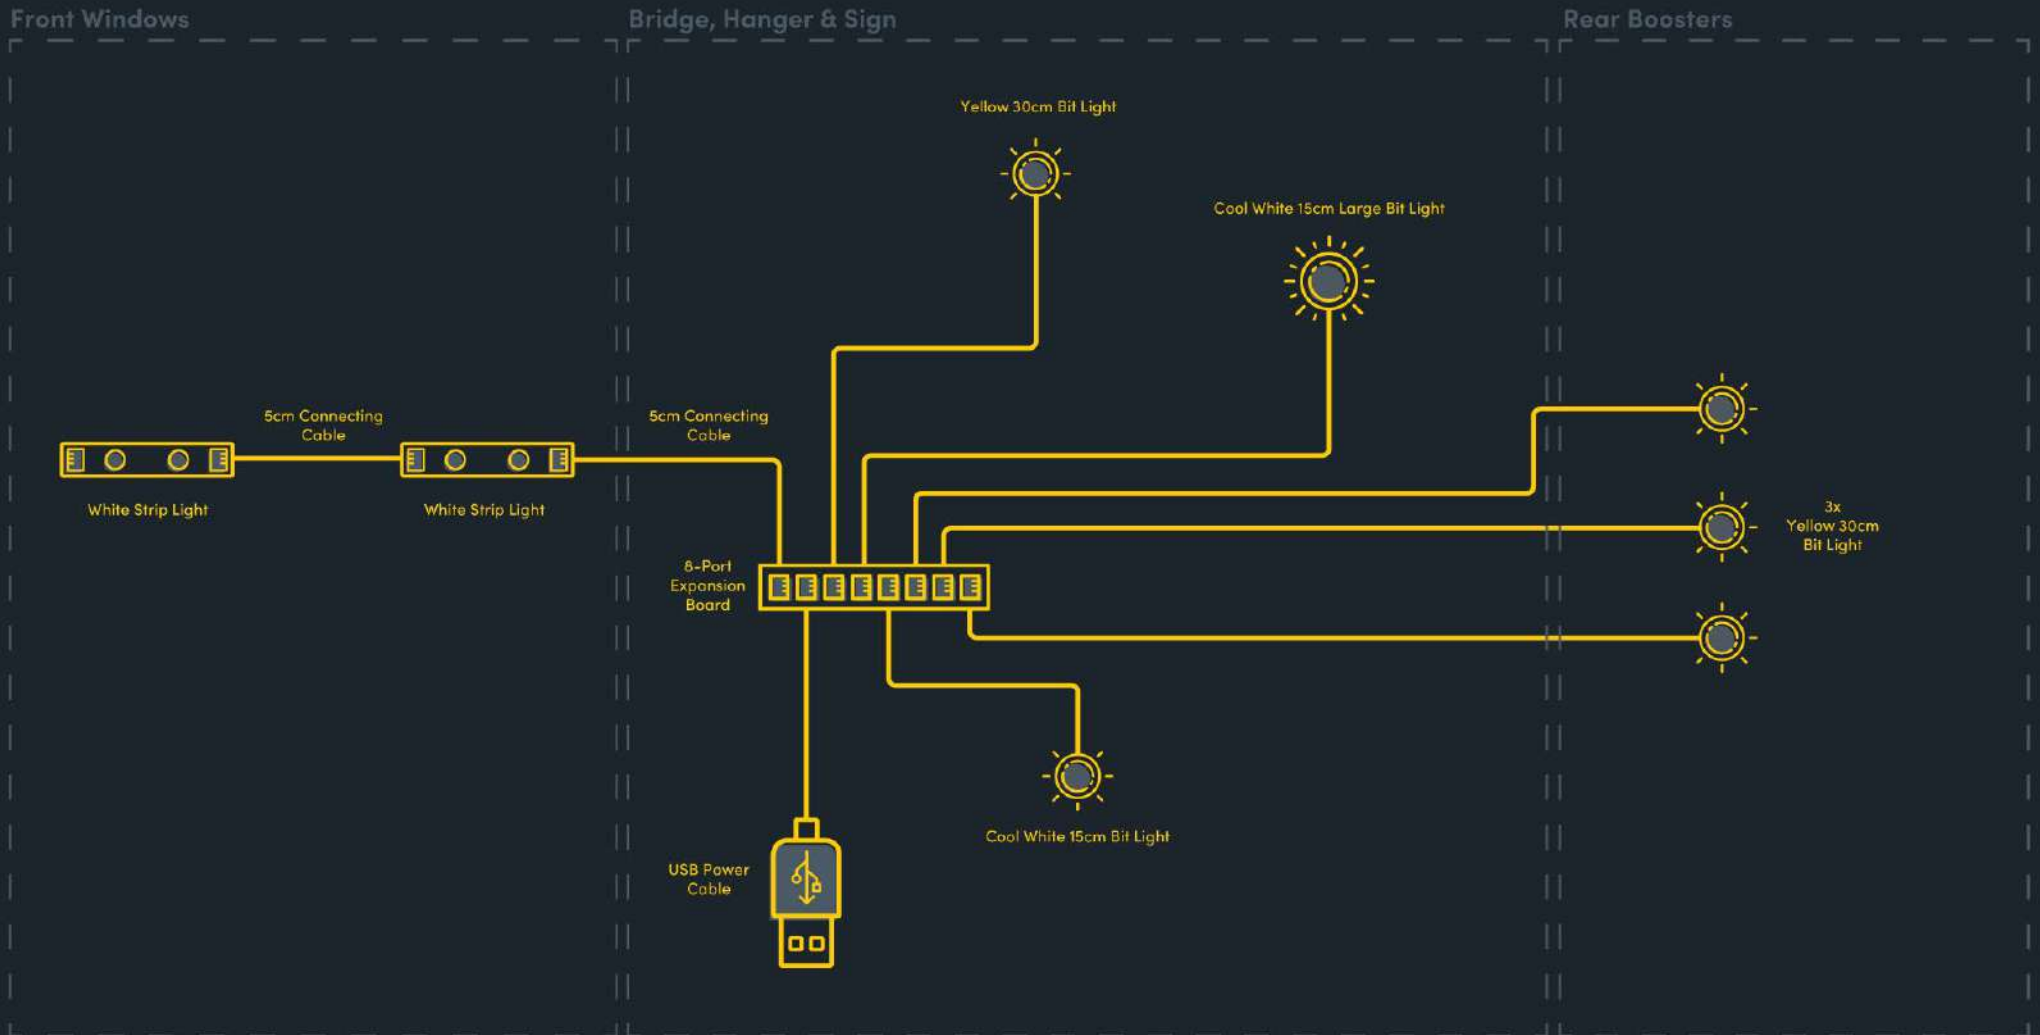 Front Windows
Bridge, Hanger & Sign
Rear Boosters
Yellow 30cm Bit Light
Cool White 15cm Large Bit Light
5cm Connecting
Cable
5cm Connecting
Cable
White Strip Light
White Strip Light
3x
Yellow 30cm
Bit Light
8-Port
Expansion
Board
Cool White 15cm Bit Light
USB Power
Cable